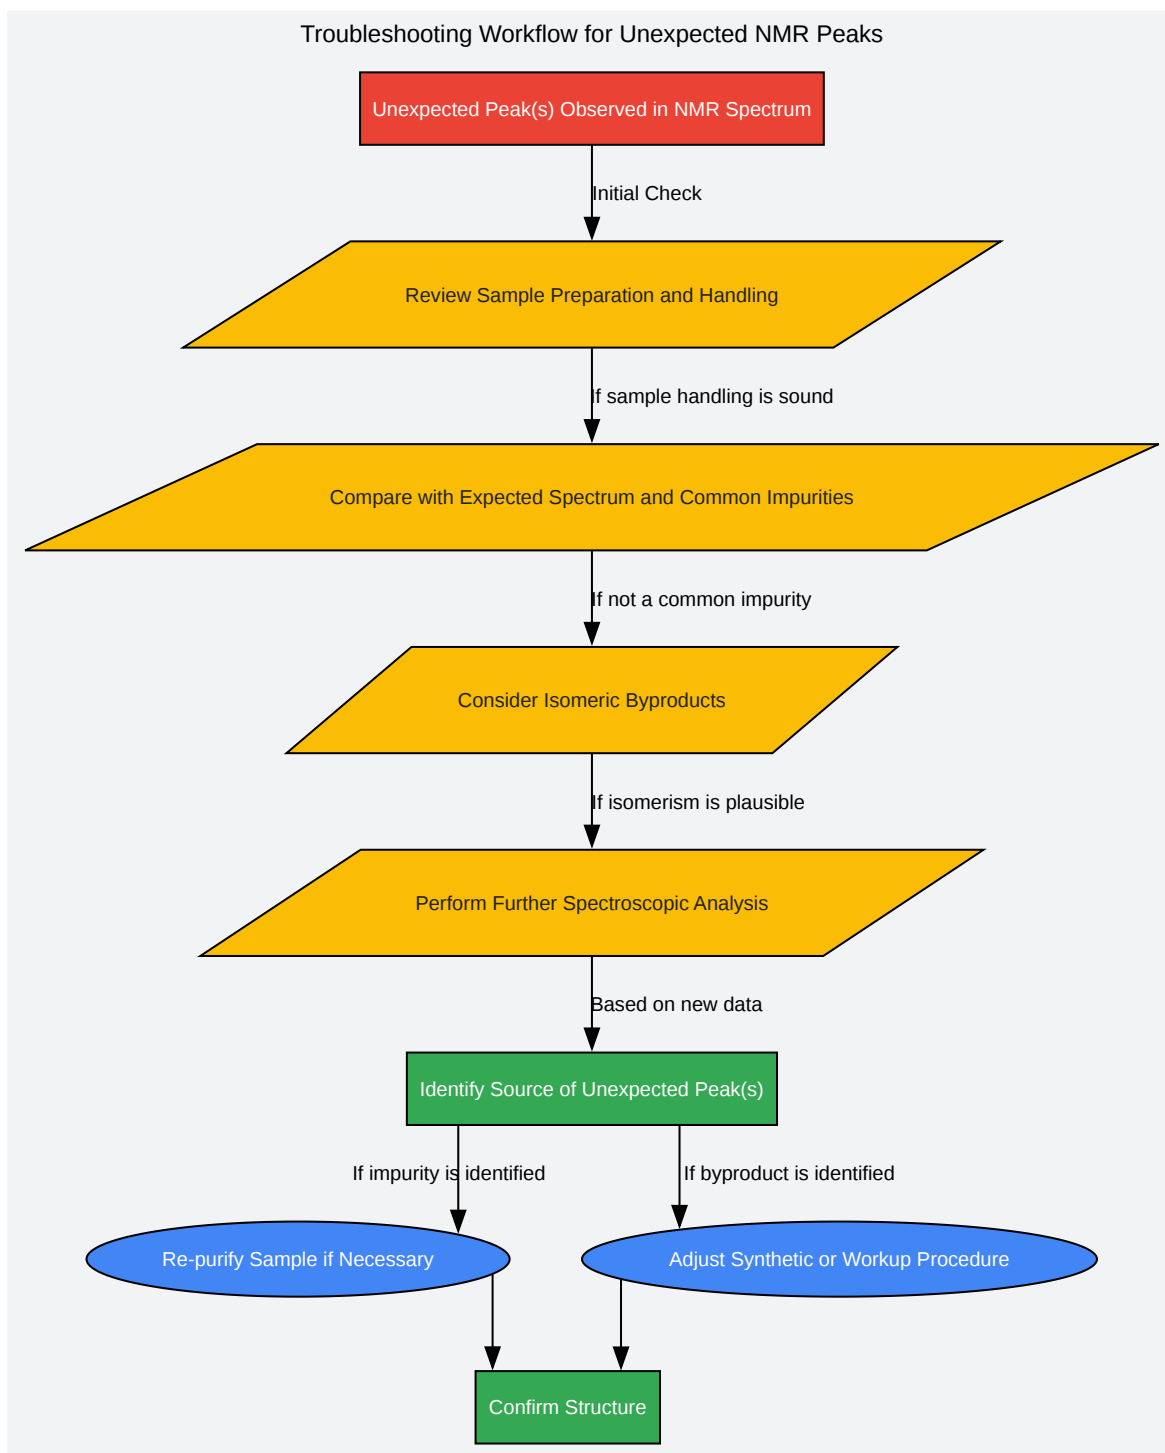 Troubleshooting Workflow for Unexpected NMR Peaks
Unexpected Peak(s) Observed in NMR Spectrum
Initial Check
Review Sample Preparation and Handling
If sample handling is sound
Compare with Expected Spectrum and Common Impurities
If not a common impurity
Consider Isomeric Byproducts
If isomerism is plausible
Perform Further Spectroscopic Analysis
Based on new data
Identify Source of Unexpected Peak(s)
If impurity is identified
If byproduct is identified
Re-purify Sample if Necessary
Adjust Synthetic or Workup Procedure
Confirm Structure